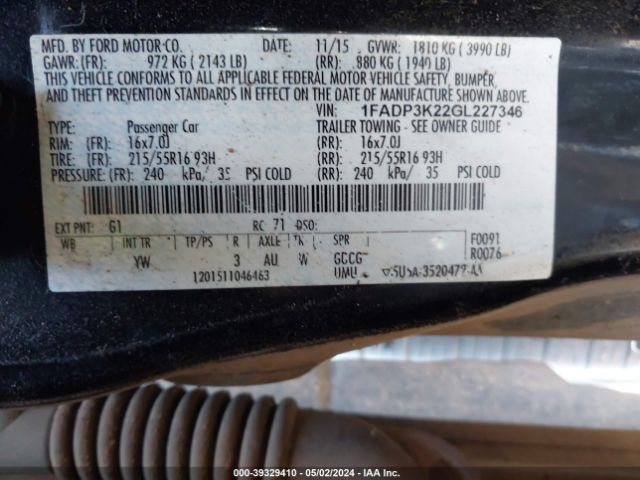 MFD. BY FORD MOTOR CO. DATE: 11/15 GVWR: 1810 KG ( 3990 LB)
GAWR: (FR): 972 KG ( 2143 LB) (RR): 880 KG ( 1940 LB)
THIS VEHICLE CONFORMS TO ALL APPLICABLE FEDERAL MOTOR VEHICLE SAFETY, BUMPER,
AND THEFT PREVENTION STANDARDS IN EFFECT ON THE DATE OF MANUFACTURE SHOWN ABOVE.
VIN: 1FADP3K22GL227346
TYPE: Passenger Car TRAILER TOWING - SEE OWNER GUIDE
RIM: (FR): 16x7.0J (RR): 16x7.0J
TIRE: (FR): 215/55R16 93H (RR): 215/55R16 93H
PRESSURE: (FR): 240 kPa/ 35 PSI COLD (RR): 240 kPa/ 35 PSI COLD
EXT PNT: G1 RC: 71 DSO:
WB INT TR TP/PS R AXLE TR SPR F0091
YW 3 AU W GGCG R0076
1201511046463 UMU
000-39329410 - 05/02/2024 - IAA Inc.